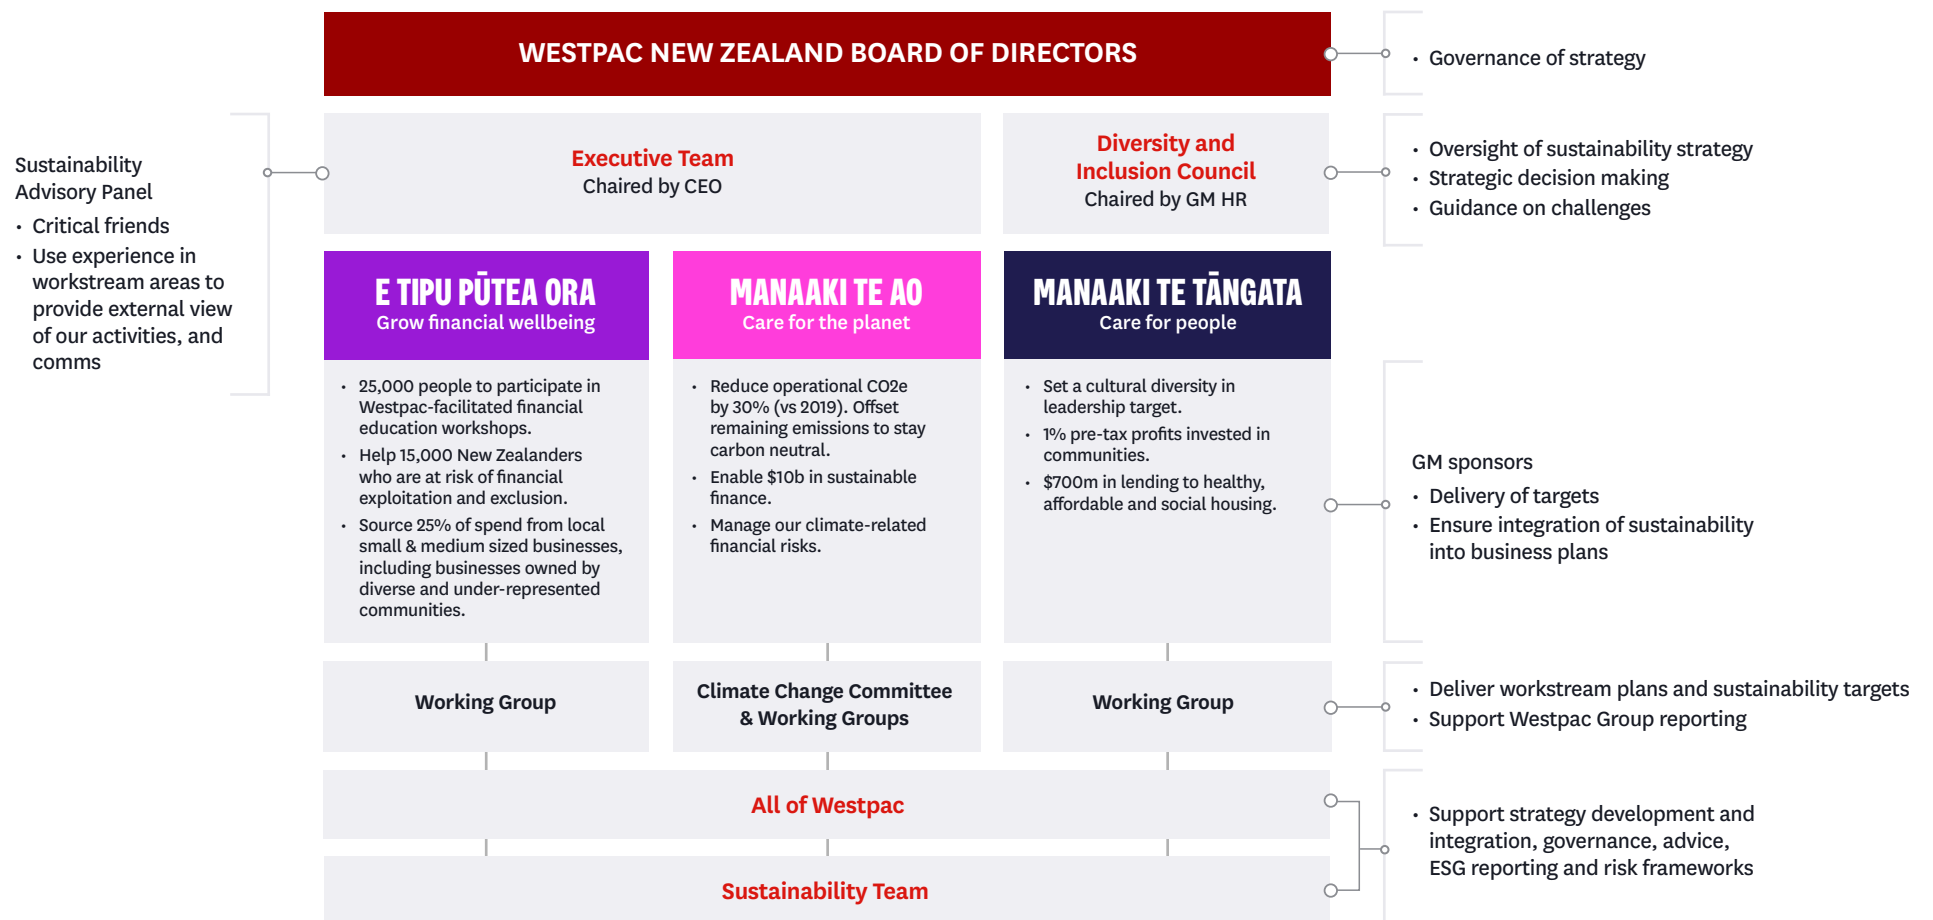 WESTPAC NEW ZEALAND BOARD OF DIRECTORS
• Governance of strategy
Sustainability
Advisory Panel
• Critical friends
• Use experience in
workstream areas to
provide external view
of our activities, and
comms
Executive Team
Chaired by CEO
Diversity and
Inclusion Council
Chaired by GM HR
• Oversight of sustainability strategy
• Strategic decision making
• Guidance on challenges
E TIPU PŪTEA ORA
Grow financial wellbeing
• 25,000 people to participate in
Westpac-facilitated financial
education workshops.
• Help 15,000 New Zealanders
who are at risk of financial
exploitation and exclusion.
• Source 25% of spend from local
small & medium sized businesses,
including businesses owned by
diverse and under-represented
communities.
MANAAKI TE AO
Care for the planet
• Reduce operational CO2e
by 30% (vs 2019). Offset
remaining emissions to stay
carbon neutral.
• Enable $10b in sustainable
finance.
• Manage our climate-related
financial risks.
MANAAKI TE TĀNGATA
Care for people
• Set a cultural diversity in
leadership target.
• 1% pre-tax profits invested in
communities.
• $700m in lending to healthy,
affordable and social housing.
GM sponsors
• Delivery of targets
• Ensure integration of sustainability
into business plans
Working Group
Climate Change Committee
& Working Groups
Working Group
• Deliver workstream plans and sustainability targets
• Support Westpac Group reporting
All of Westpac
Sustainability Team
• Support strategy development and
integration, governance, advice,
ESG reporting and risk frameworks